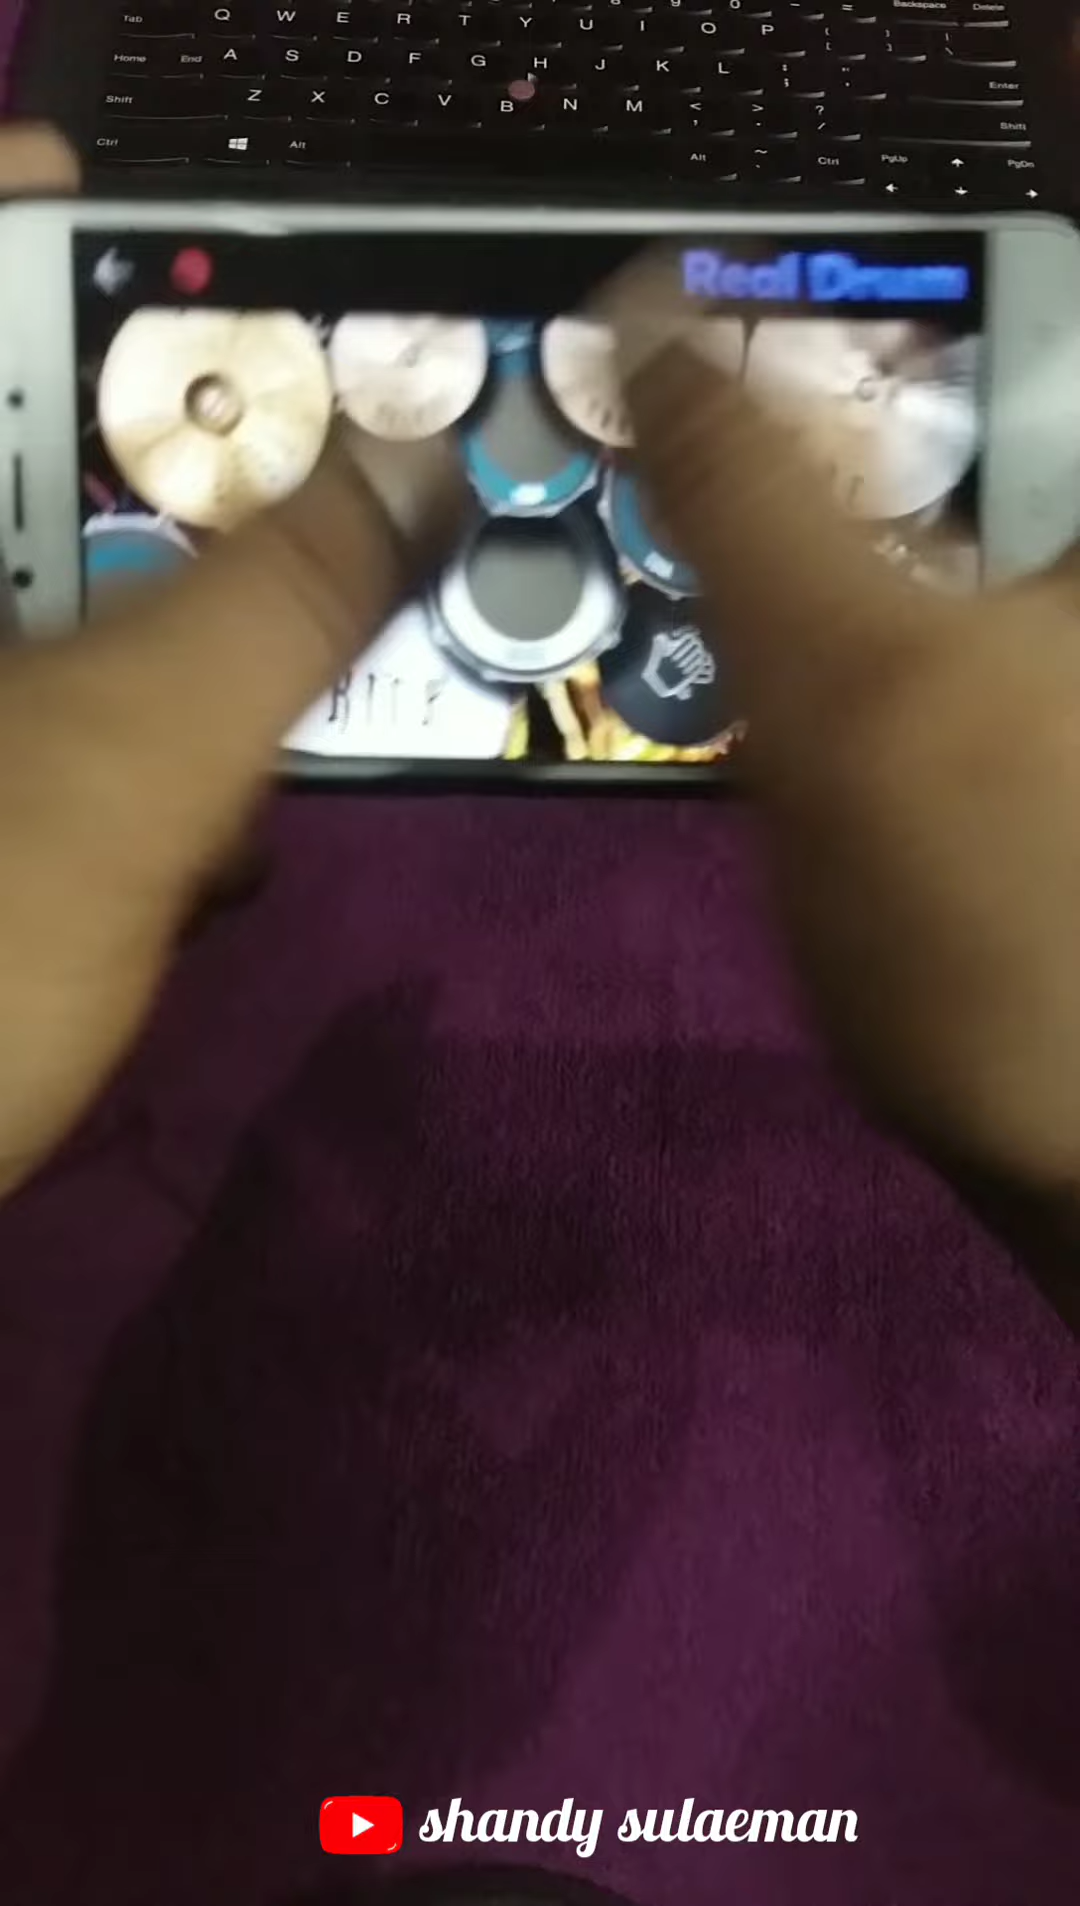 Backspace Delete
Tab Q W E R T Y U I O P
Home End A S D F G H J K L Enter
Shift Z X C V B N M < > ? Shift
Ctrl Alt Alt Ctrl PgUp PgDn
Real Drum
shandy sulaeman